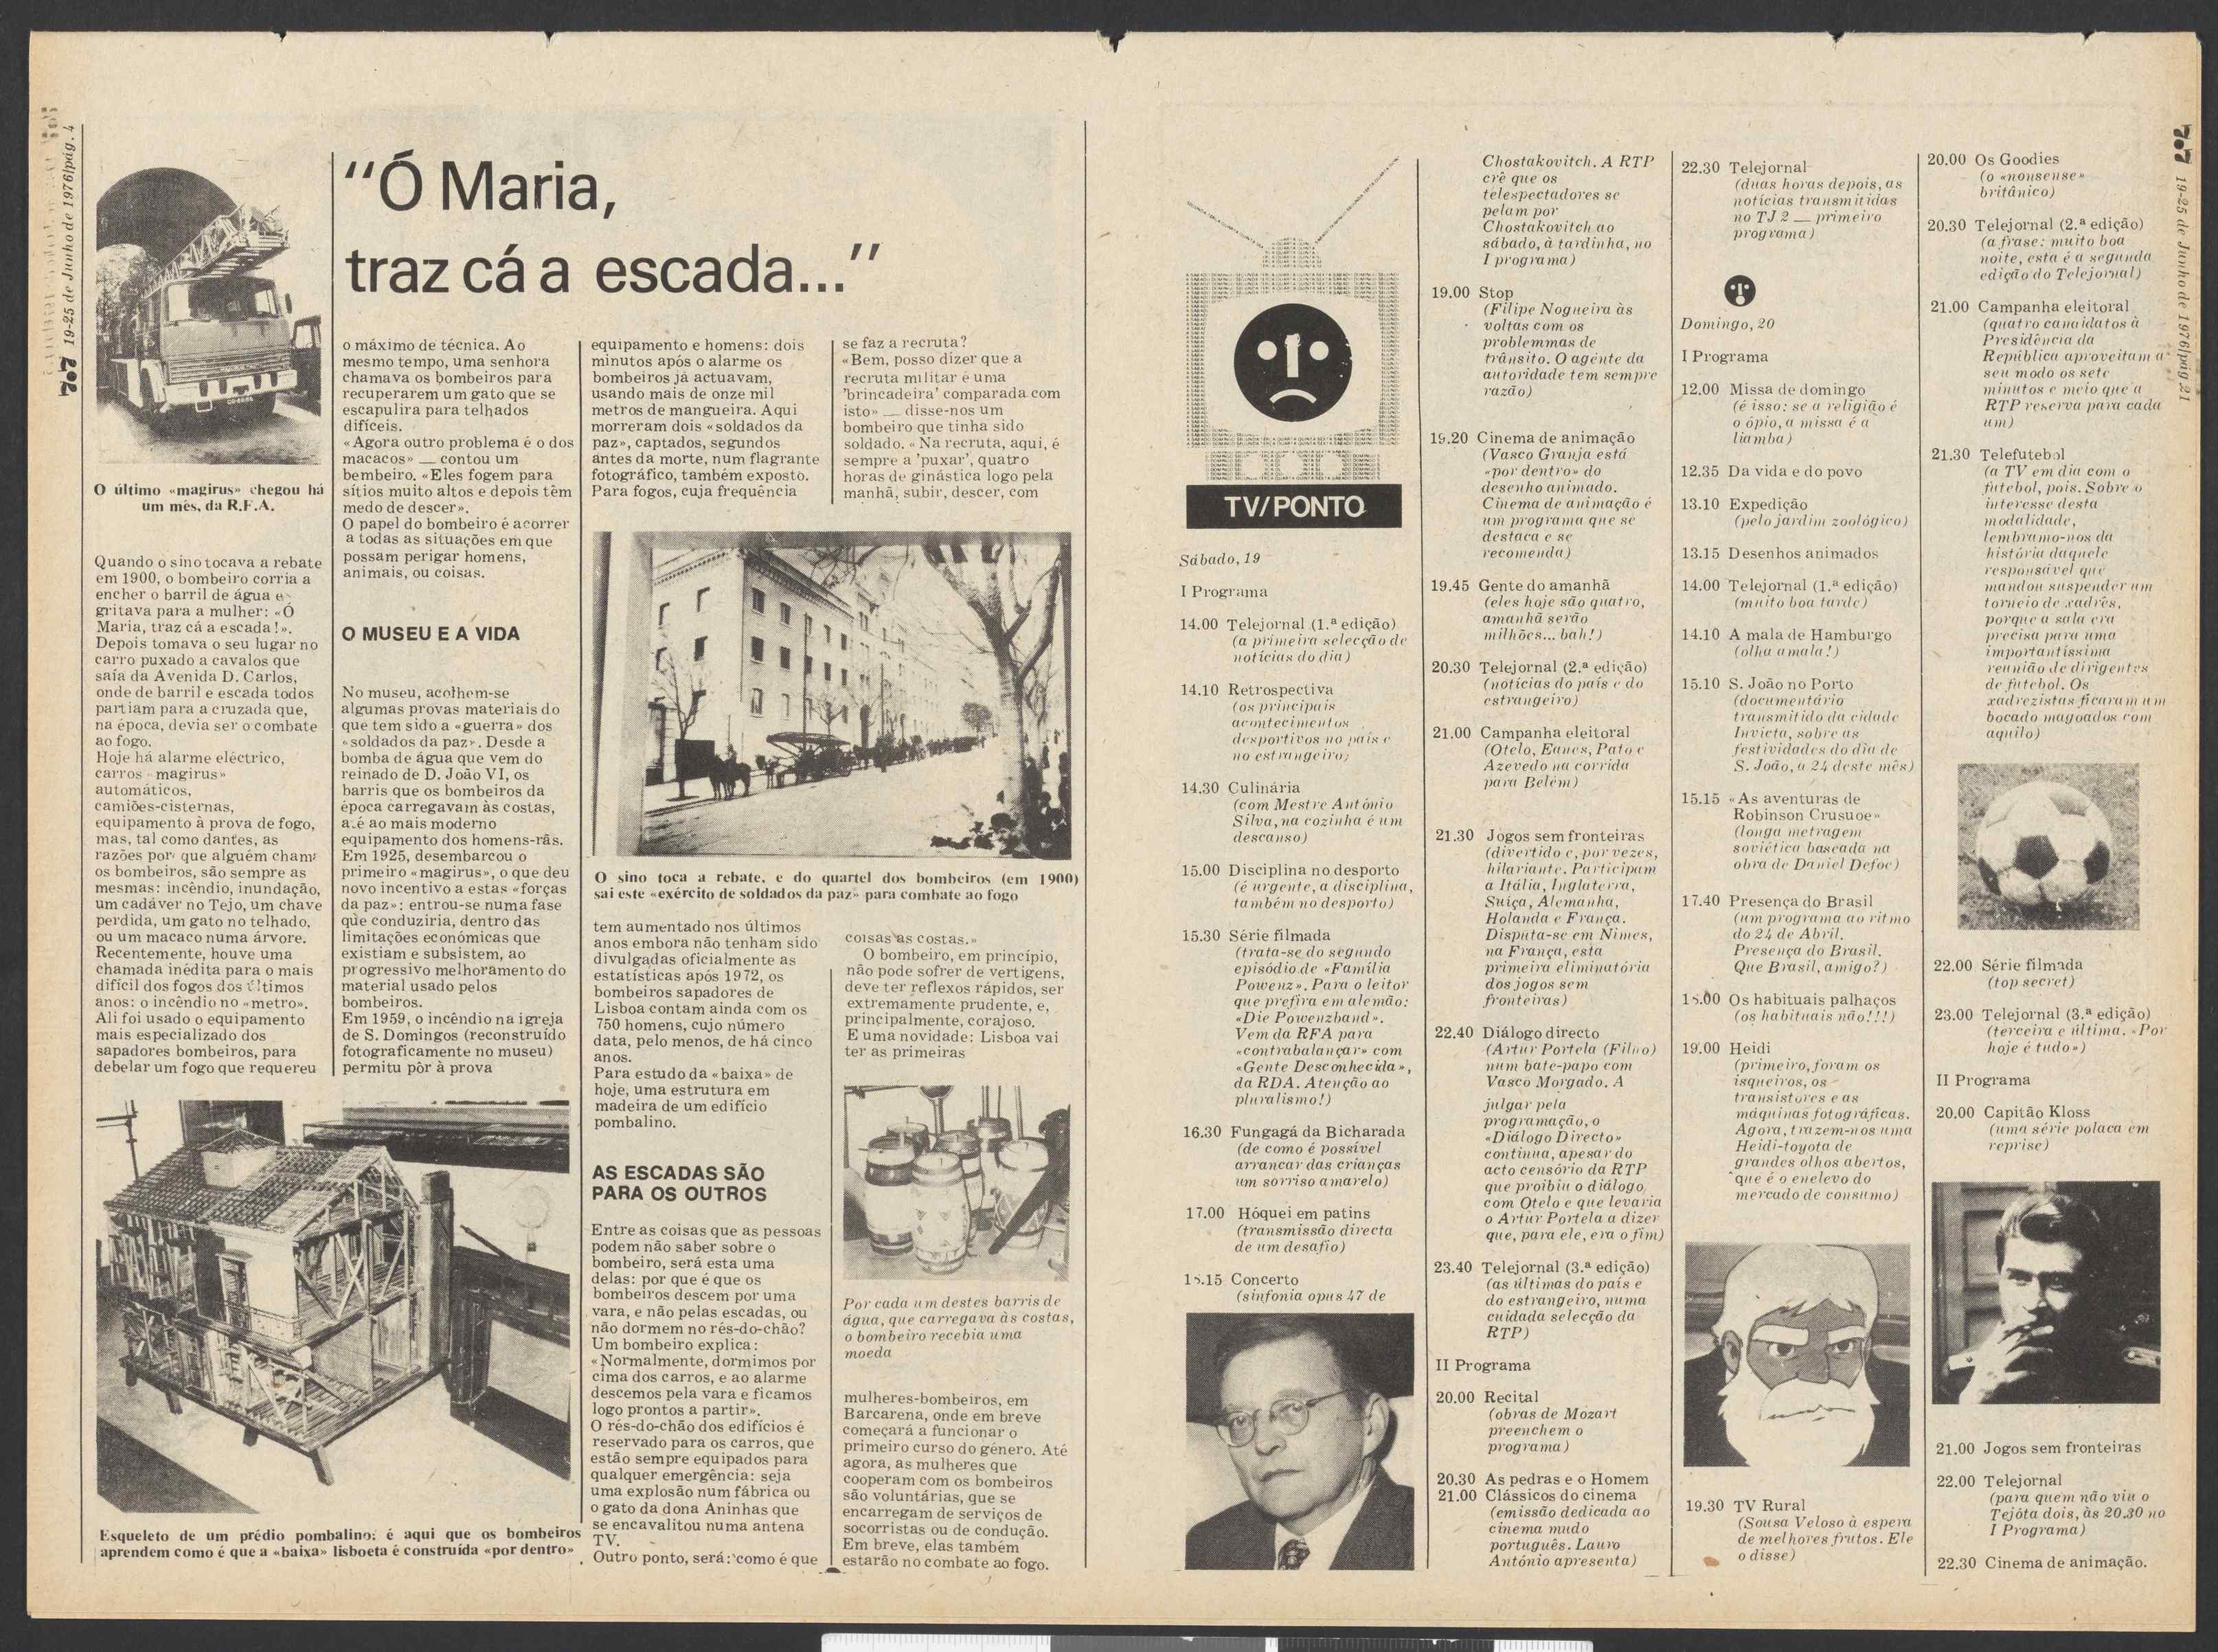 7o7 19-25 de Junho de 1976/pág. 4
“Ó Maria,
traz cá a escada...”
O último «magirus» chegou há
um mês, da R.F.A.
Quando o sino tocava a rebate
em 1900, o bombeiro corria a
encher o barril de água e
gritava para a mulher: «Ó
Maria, traz cá a escada!».
Depois tomava o seu lugar no
carro puxado a cavalos que
saía da Avenida D. Carlos,
onde de barril e escada todos
partiam para a cruzada que,
na época, devia ser o combate
ao fogo.
Hoje há alarme eléctrico,
carros «magirus»
automáticos,
camiões-cisternas,
equipamento à prova de fogo,
mas, tal como dantes, as
razões por que alguém chama
os bombeiros, são sempre as
mesmas: incêndio, inundação,
um cadáver no Tejo, um chave
perdida, um gato no telhado,
ou um macaco numa árvore.
Recentemente, houve uma
chamada inédita para o mais
difícil dos fogos dos últimos
anos: o incêndio no «metro».
Ali foi usado o equipamento
mais especializado dos
sapadores bombeiros, para
debelar um fogo que requereu
o máximo de técnica. Ao
mesmo tempo, uma senhora
chamava os bombeiros para
recuperarem um gato que se
escapulira para telhados
difíceis.
«Agora outro problema é o dos
macacos» — contou um
bembeiro. «Eles fogem para
sítios muito altos e depois têm
medo de descer».
O papel do bombeiro é acorrer
a todas as situações em que
possam perigar homens,
animais, ou coisas.
O MUSEU E A VIDA
No museu, acolhem-se
algumas provas materiais do
que tem sido a «guerra» dos
«soldados da paz». Desde a
bomba de água que vem do
reinado de D. João VI, os
barris que os bombeiros da
época carregavam às costas,
até ao mais moderno
equipamento dos homens-rãs.
Em 1925, desembarcou o
primeiro «magirus», o que deu
novo incentivo a estas «forças
da paz»: entrou-se numa fase
que conduziria, dentro das
limitações económicas que
existiam e subsistem, ao
progressivo melhoramento do
material usado pelos
bombeiros.
Em 1959, o incêndio na igreja
de S. Domingos (reconstruído
fotograficamente no museu)
permitu pôr à prova
Esqueleto de um prédio pombalino: é aqui que os bombeiros
aprendem como é que a «baixa» lisboeta é construída «por dentro»
equipamento e homens: dois
minutos após o alarme os
bombeiros já actuavam,
usando mais de onze mil
metros de mangueira. Aqui
morreram dois «soldados da
paz», captados, segundos
antes da morte, num flagrante
fotográfico, também exposto.
Para fogos, cuja frequência
O sino toca a rebate, e do quartel dos bombeiros (em 1900)
sai este «exército de soldados da paz» para combate ao fogo
tem aumentado nos últimos
anos embora não tenham sido
divulgadas oficialmente as
estatísticas após 1972, os
bombeiros sapadores de
Lisboa contam ainda com os
750 homens, cujo número
data, pelo menos, de há cinco
anos.
Para estudo da «baixa» de
hoje, uma estrutura em
madeira de um edifício
pombalino.
AS ESCADAS SÃO
PARA OS OUTROS
Entre as coisas que as pessoas
podem não saber sobre o
bombeiro, será esta uma
delas: por que é que os
bombeiros descem por uma
vara, e não pelas escadas, ou
não dormem no rés-do-chão?
Um bombeiro explica:
«Normalmente, dormimos por
cima dos carros, e ao alarme
descemos pela vara e ficamos
logo prontos a partir».
O rés-do-chão dos edifícios é
reservado para os carros, que
estão sempre equipados para
qualquer emergência: seja
uma explosão num fábrica ou
o gato da dona Aninhas que
se encavalitou numa antena
TV.
Outro ponto, será: como é que
se faz a recruta?
«Bem, posso dizer que a
recruta militar é uma
'brincadeira' comparada com
isto» — disse-nos um
bombeiro que tinha sido
soldado. «Na recruta, aqui, é
sempre a 'puxar', quatro
horas de ginástica logo pela
manhã, subir, descer, com
coisas às costas.»
O bombeiro, em princípio,
não pode sofrer de vertigens,
deve ter reflexos rápidos, ser
extremamente prudente, e,
principalmente, corajoso.
E uma novidade: Lisboa vai
ter as primeiras
Por cada um destes barris de
água, que carregava às costas,
o bombeiro recebia uma
moeda
mulheres-bombeiros, em
Barcarena, onde em breve
começará a funcionar o
primeiro curso do género. Até
agora, as mulheres que
cooperam com os bombeiros
são voluntárias, que se
encarregam de serviços de
socorristas ou de condução.
Em breve, elas também
estarão no combate ao fogo.
TV/PONTO
Sábado, 19
I Programa
14.00 Telejornal (1.ª edição)
(a primeira selecção de
notícias do dia)
14.10 Retrospectiva
(os principais
acontecimentos
desportivos no país e
no estrangeiro)
14.30 Culinária
(com Mestre António
Silva, na cozinha é um
descanso)
15.00 Disciplina no desporto
(é urgente, a disciplina,
também no desporto)
15.30 Série filmada
(trata-se do segundo
episódio de «Família
Powenz». Para o leitor
que prefira em alemão:
«Die Powenzband».
Vem da RFA para
«contrabalançar» com
«Gente Desconhecida»,
da RDA. Atenção ao
pluralismo!)
16.30 Fungagá da Bicharada
(de como é possível
arrancar das crianças
um sorriso amarelo)
17.00 Hóquei em patins
(transmissão directa
de um desafio)
18.15 Concerto
(sinfonia opus 47 de
Chostakovitch. A RTP
crê que os
telespectadores se
pelam por
Chostakovitch ao
sábado, à tardinha, no
I programa)
19.00 Stop
(Filipe Nogueira às
voltas com os
problemmas de
trânsito. O agente da
autoridade tem sempre
razão)
19.20 Cinema de animação
(Vasco Granja está
«por dentro» do
desenho animado.
Cinema de animação é
um programa que se
destaca e se
recomenda)
19.45 Gente do amanhã
(eles hoje são quatro,
amanhã serão
milhões... bah!)
20.30 Telejornal (2.ª edição)
(notícias do país e do
estrangeiro)
21.00 Campanha eleitoral
(Otelo, Eanes, Pato e
Azevedo na corrida
para Belém)
21.30 Jogos sem fronteiras
(divertido e, por vezes,
hilariante. Participam
a Itália, Inglaterra,
Suíça, Alemanha,
Holanda e França.
Disputa-se em Nimes,
na França, esta
primeira eliminatória
dos jogos sem
fronteiras)
22.40 Diálogo directo
(Artur Portela (Filho)
num bate-papo com
Vasco Morgado. A
julgar pela
programação, o
«Diálogo Directo»
continua, apesar do
acto censório da RTP
que proibiu o diálogo
com Otelo e que levaria
o Artur Portela a dizer
que, para ele, era o fim)
23.40 Telejornal (3.ª edição)
(as últimas do país e
do estrangeiro, numa
cuidada selecção da
RTP)
II Programa
20.00 Recital
(obras de Mozart
preenchem o
programa)
20.30 As pedras e o Homem
21.00 Clássicos do cinema
(emissão dedicada ao
cinema mudo
português. Lauro
António apresenta)
22.30 Telejornal
(duas horas depois, as
notícias transmitidas
no TJ 2 — primeiro
programa)
Domingo, 20
I Programa
12.00 Missa de domingo
(é isso: se a religião é
o ópio, a missa é a
liamba)
12.35 Da vida e do povo
13.10 Expedição
(pelo jardim zoológico)
13.15 Desenhos animados
14.00 Telejornal (1.ª edição)
(muito boa tarde)
14.10 A mala de Hamburgo
(olha a mala!)
15.10 S. João no Porto
(documentário
transmitido da cidade
Invicta, sobre as
festividades do dia de
S. João, a 24 deste mês)
15.15 «As aventuras de
Robinson Crusuoe»
(longa metragem
soviética baseada na
obra de Daniel Defoe)
17.40 Presença do Brasil
(um programa ao ritmo
do 24 de Abril.
Presença do Brasil.
Que Brasil, amigo?)
18.00 Os habituais palhaços
(os habituais não!!!)
19.00 Heidi
(primeiro, foram os
isqueiros, os
transistores e as
máquinas fotográficas.
Agora, trazem-nos uma
Heidi-toyota de
grandes olhos abertos,
que é o enelevo do
mercado de consumo)
19.30 TV Rural
(Sousa Veloso à espera
de melhores frutos. Ele
o disse)
20.00 Os Goodies
(o «nonsense»
britânico)
20.30 Telejornal (2.ª edição)
(a frase: muito boa
noite, esta é a segunda
edição do Telejornal)
21.00 Campanha eleitoral
(quatro candidatos à
Presidência da
República aproveitam a
seu modo os sete
minutos e meio que a
RTP reserva para cada
um)
21.30 Telefutebol
(a TV em dia com o
futebol, pois. Sobre o
interesse desta
modalidade,
lembramo-nos da
história daquele
responsável que
mandou suspender um
torneio de xadrês,
porque a sala era
precisa para uma
importantíssima
reunião de dirigentes
de futebol. Os
xadrezistas ficaram um
bocado magoados com
aquilo)
22.00 Série filmada
(top secret)
23.00 Telejornal (3.ª edição)
(terceira e última. «Por
hoje é tudo»)
II Programa
20.00 Capitão Kloss
(uma série polaca em
reprise)
21.00 Jogos sem fronteiras
22.00 Telejornal
(para quem não viu o
Tejóta dois, às 20.30 no
I Programa)
22.30 Cinema de animação.
7o7 19-25 de Junho de 1976/pág. 21